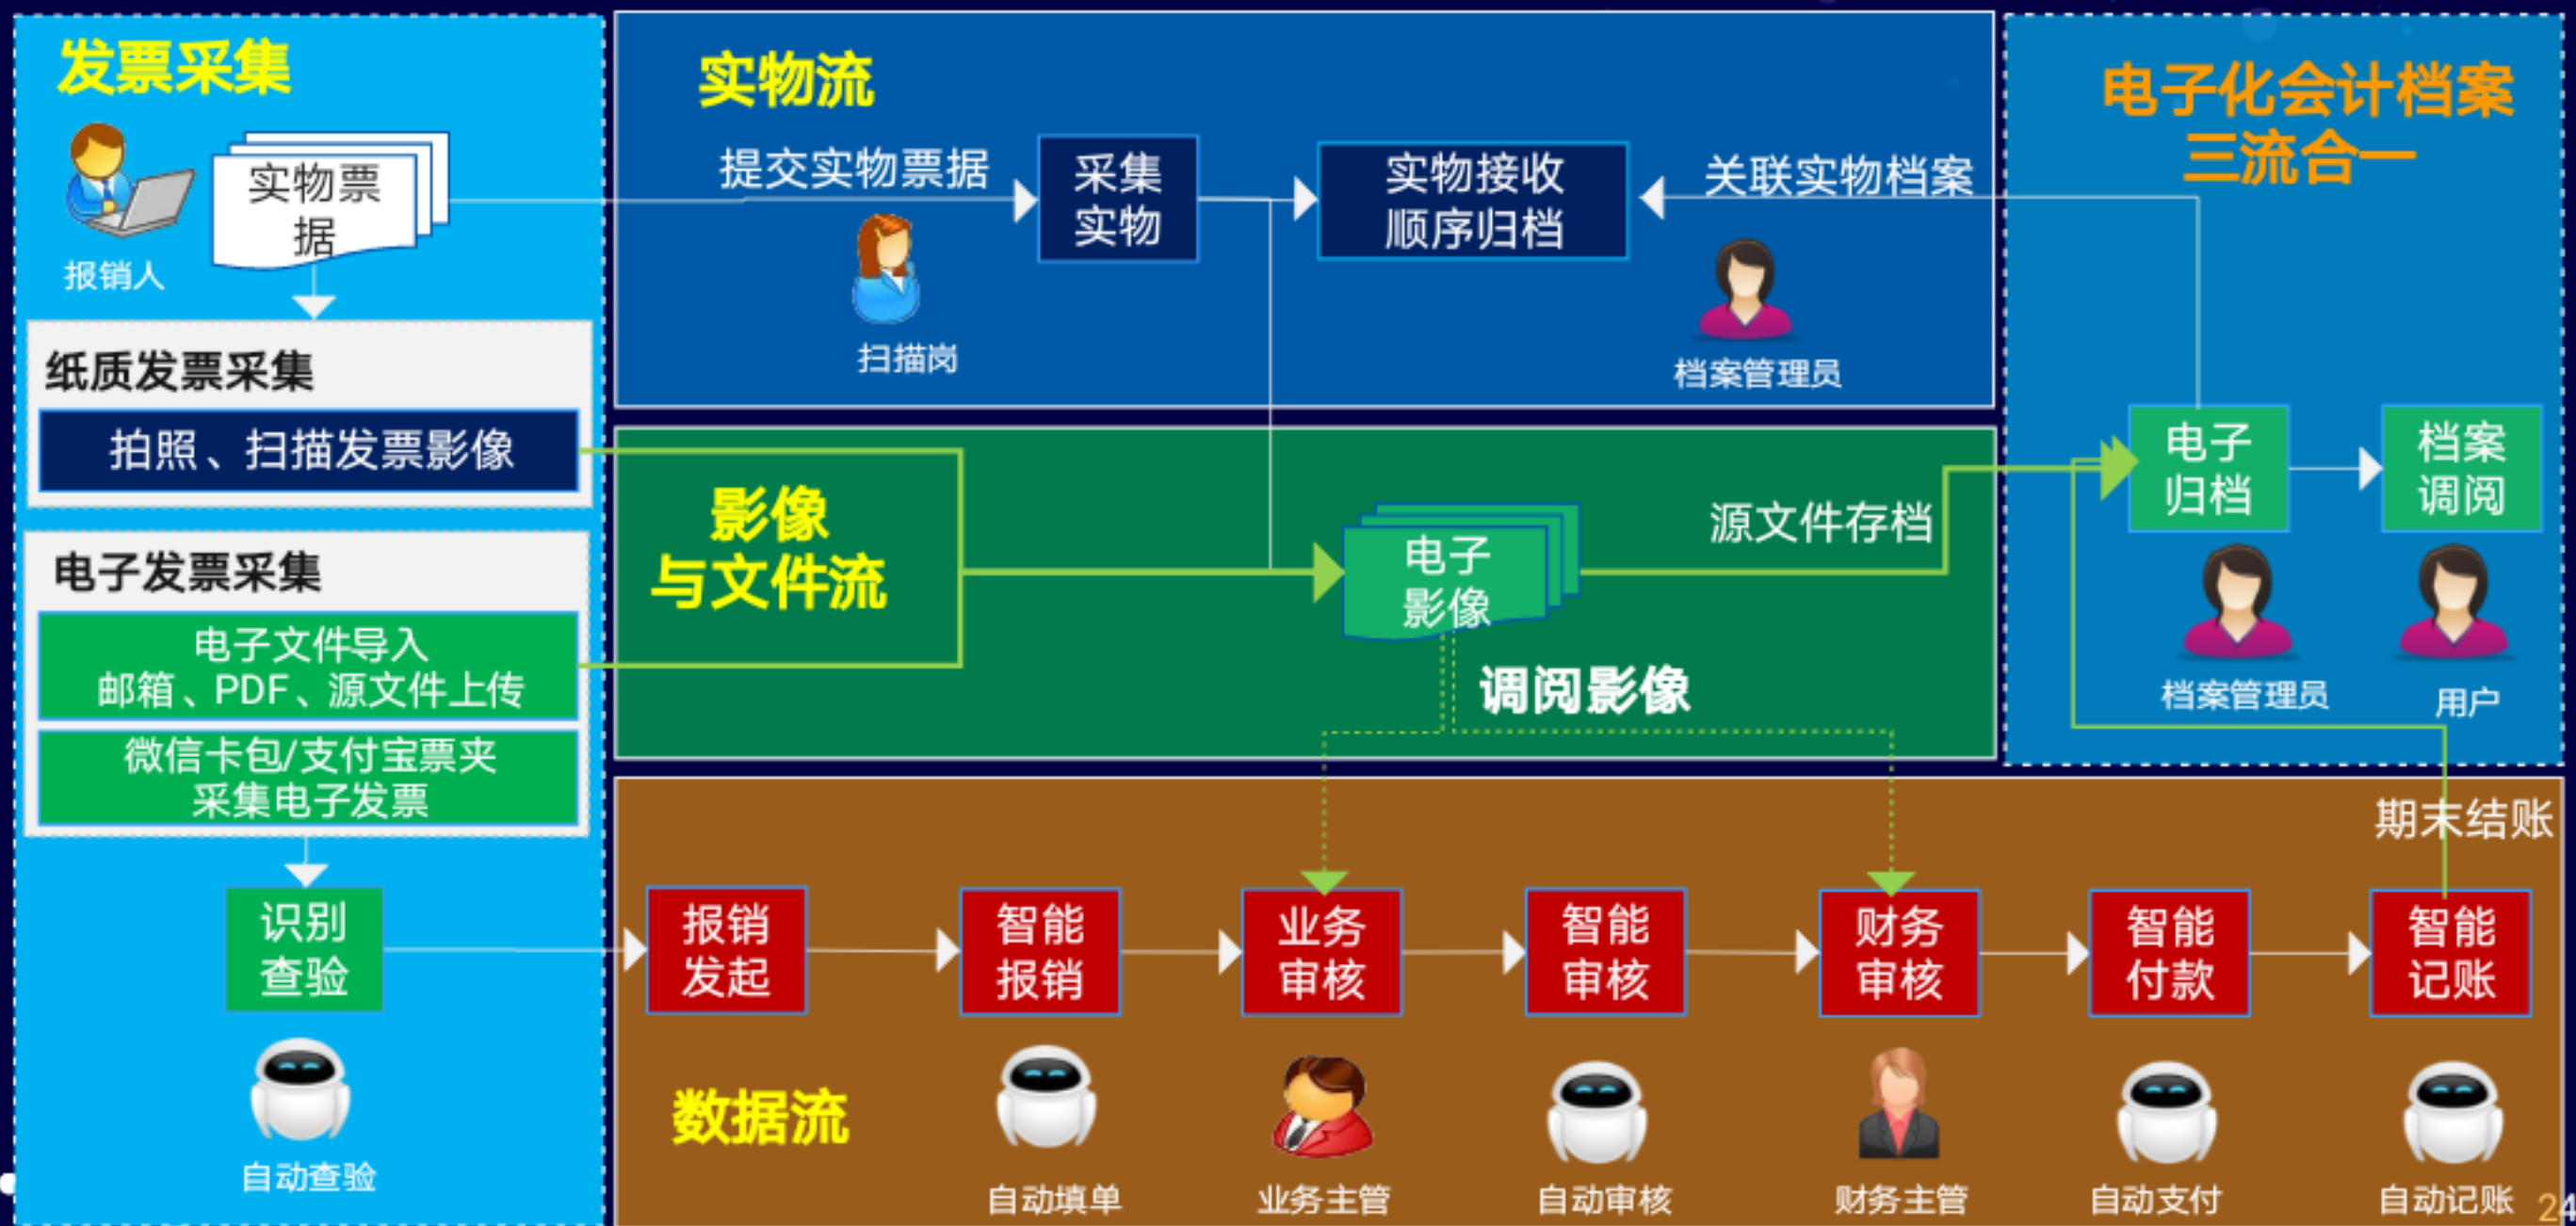 发票采集
实物票
据
报销人
纸质发票采集
拍照、扫描发票影像
电子发票采集
电子文件导入
邮箱、PDF、源文件上传
微信卡包/支付宝票夹
采集电子发票
识别
查验
自动查验
实物流
提交实物票据
扫描岗
采集
实物
实物接收
顺序归档
关联实物档案
档案管理员
影像
与文件流
电子
影像
源文件存档
调阅影像
电子化会计档案
三流合一
电子
归档
档案
调阅
档案管理员
用户
期末结账
报销
发起
智能
报销
业务
审核
智能
审核
财务
审核
智能
付款
智能
记账
数据流
自动填单
业务主管
自动审核
财务主管
自动支付
自动记账
24